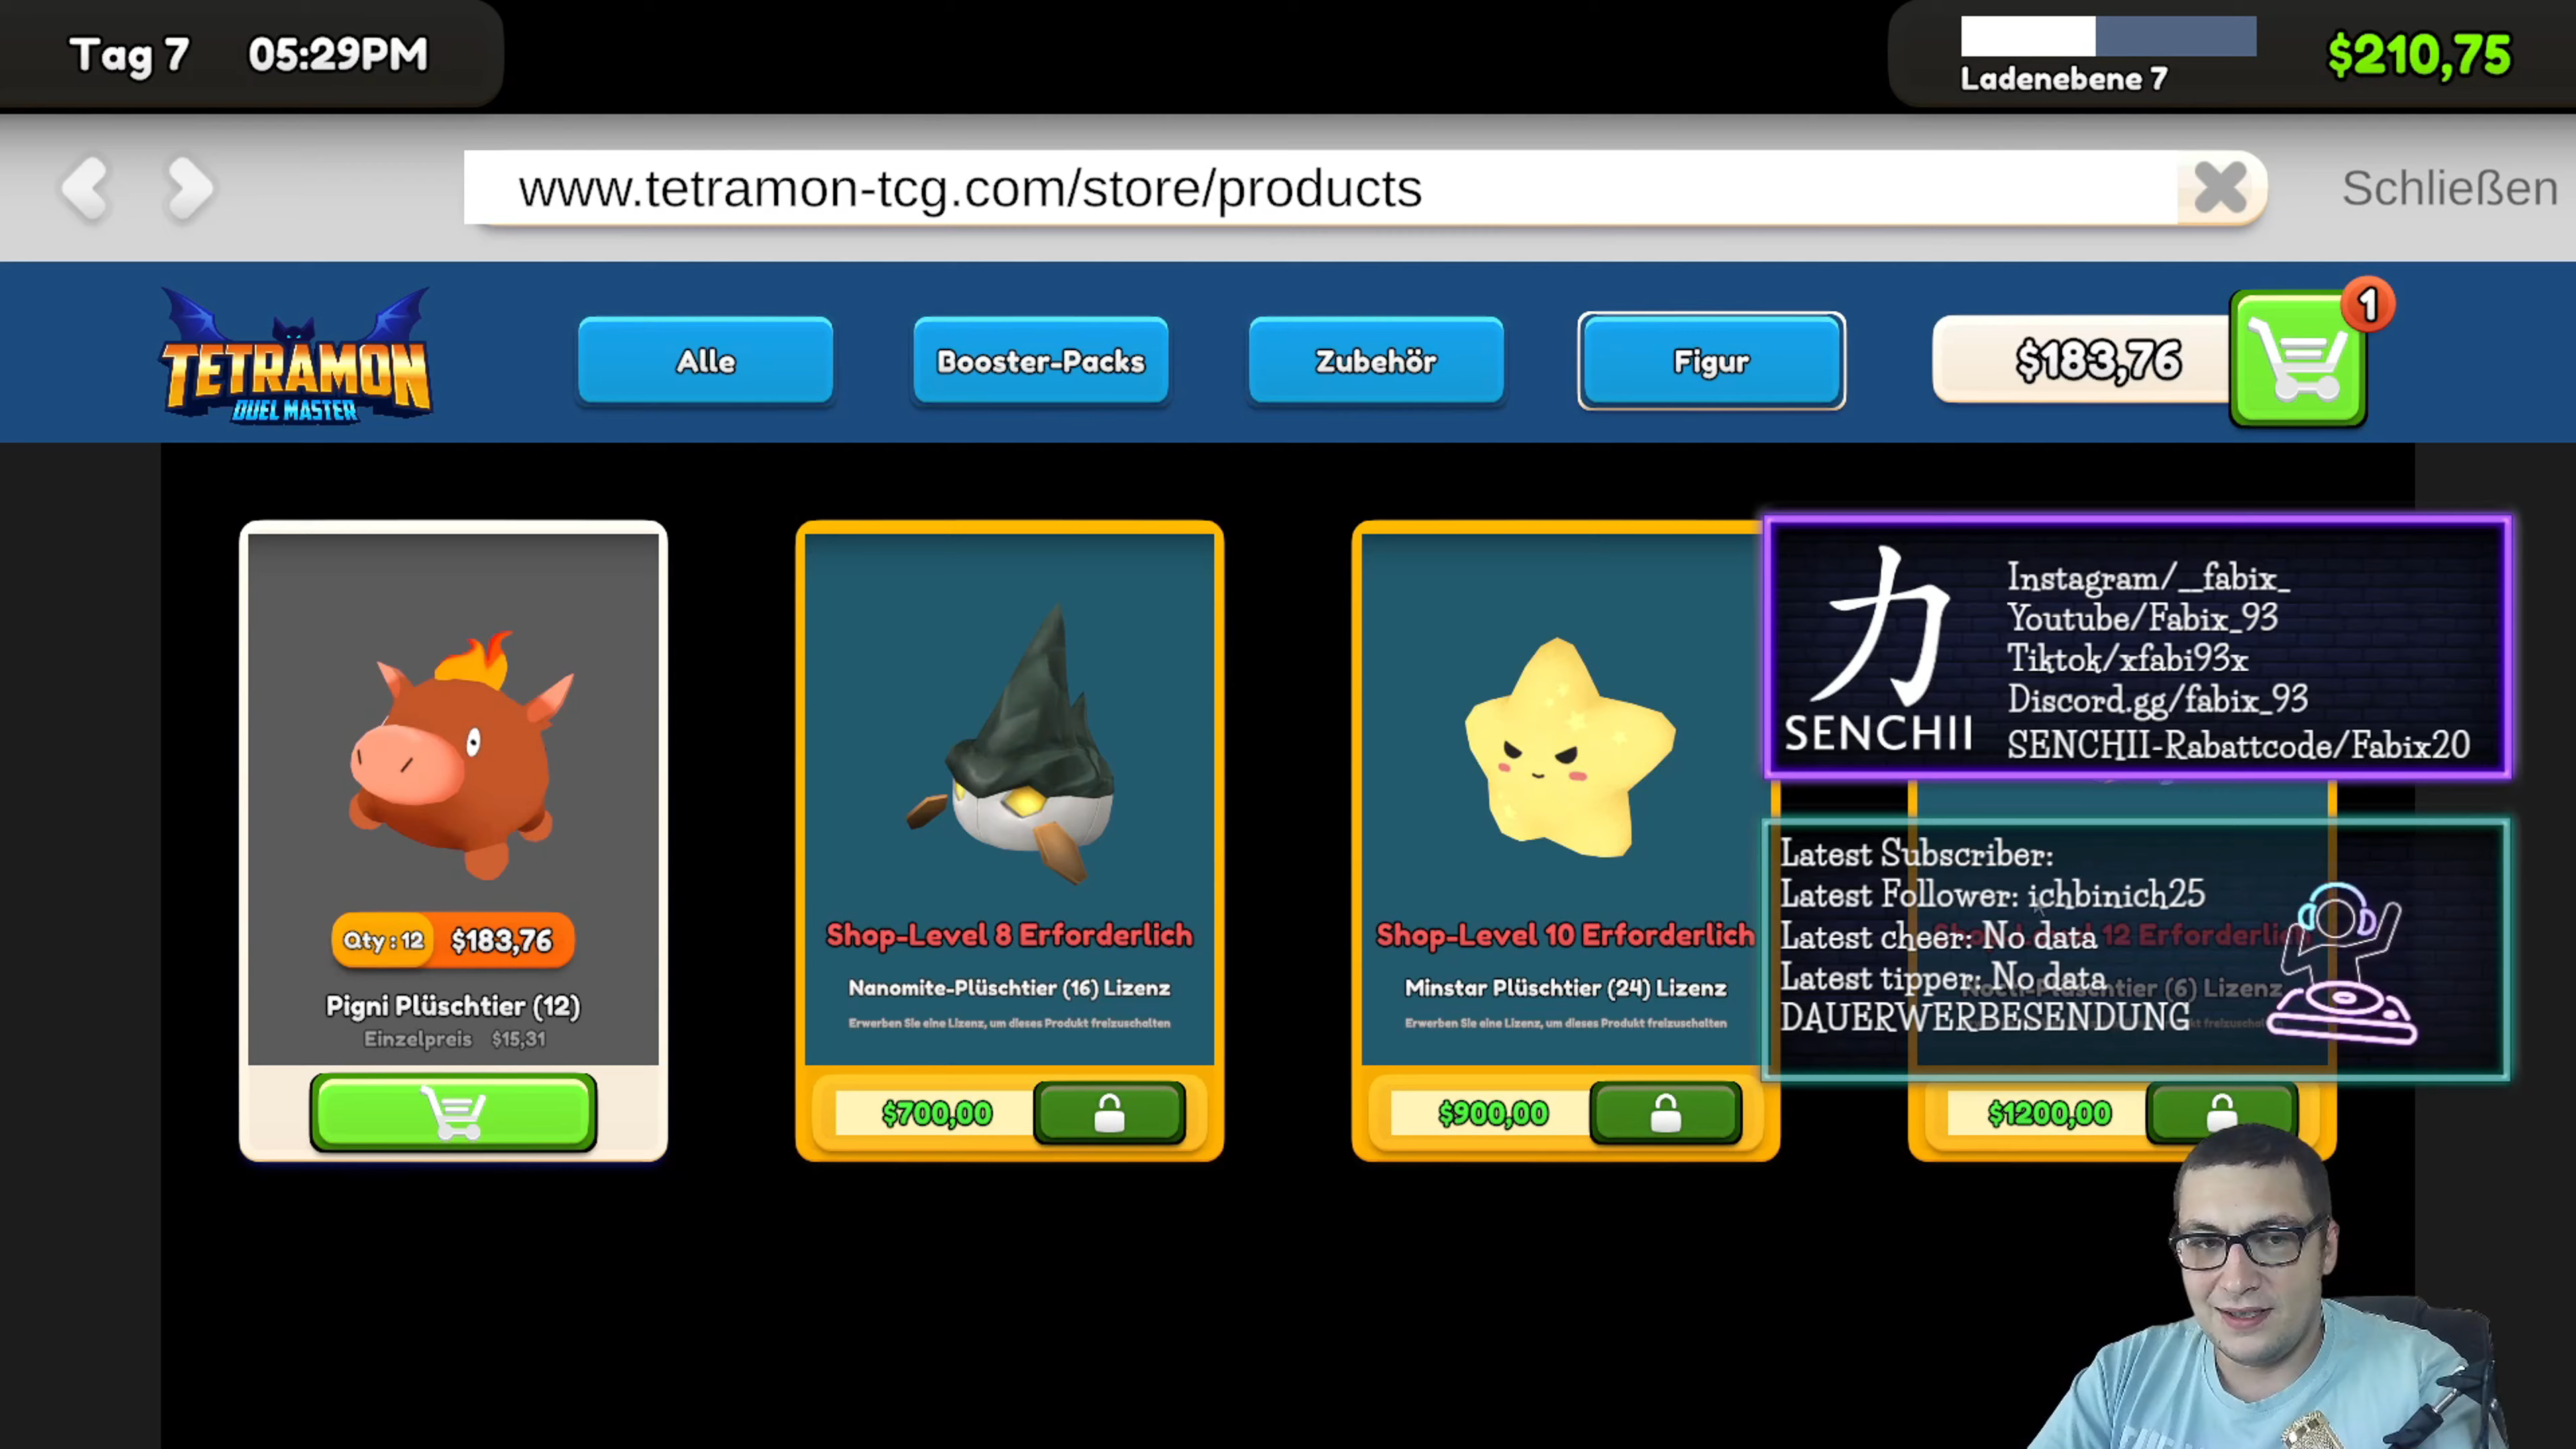 Tag 7 05:29PM
Ladenebene 7
$210,75
www.tetramon-tcg.com/store/products
Schließen
TETRAMON
DUEL MASTER
Alle
Booster-Packs
Zubehör
Figur
$183,76
1
Qty : 12 $183,76
Pigni Plüschtier (12)
Einzelpreis $15,31
Shop-Level 8 Erforderlich
Nanomite-Plüschtier (16) Lizenz
Erwerben Sie eine Lizenz, um dieses Produkt freizuschalten
$700,00
Shop-Level 10 Erforderlich
Minstar Plüschtier (24) Lizenz
Erwerben Sie eine Lizenz, um dieses Produkt freizuschalten
$900,00
力
SENCHII
Instagram/__fabix_
Youtube/Fabix_93
Tiktok/xfabi93x
Discord.gg/fabix_93
SENCHII-Rabattcode/Fabix20
Latest Subscriber:
Latest Follower: ichbinich25
Latest cheer: No data
Latest tipper: No data
DAUERWERBESENDUNG
12 Erforderlich
(6) Lizenz
$1200,00